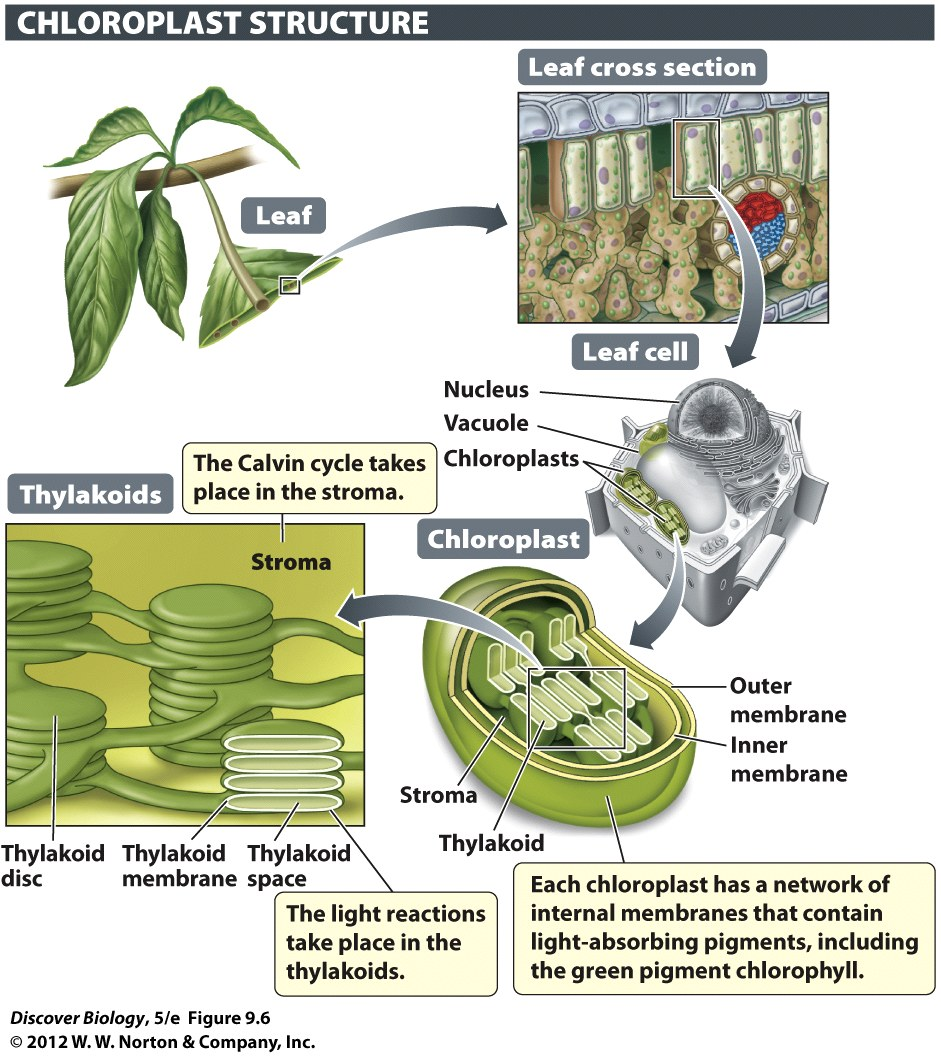 CHLOROPLAST STRUCTURE
Leaf cross section
Leaf
Leaf cell
Nucleus
Vacuole
Chloroplasts
The Calvin cycle takes
place in the stroma.
Thylakoids
Stroma
Chloroplast
Outer
membrane
Inner
membrane
Stroma
Thylakoid
Thylakoid
disc
Thylakoid
membrane
Thylakoid
space
The light reactions
take place in the
thylakoids.
Each chloroplast has a network of
internal membranes that contain
light-absorbing pigments, including
the green pigment chlorophyll.
Discover Biology, 5/e Figure 9.6
© 2012 W. W. Norton & Company, Inc.